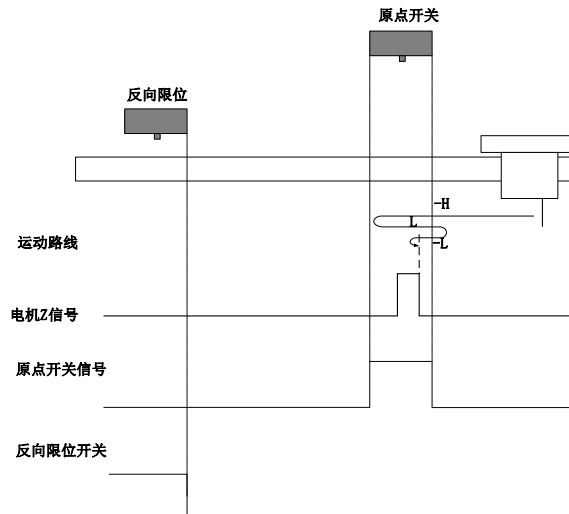 原点开关
反向限位
-H
L
运动路线
-L
电机Z信号
原点开关信号
反向限位开关